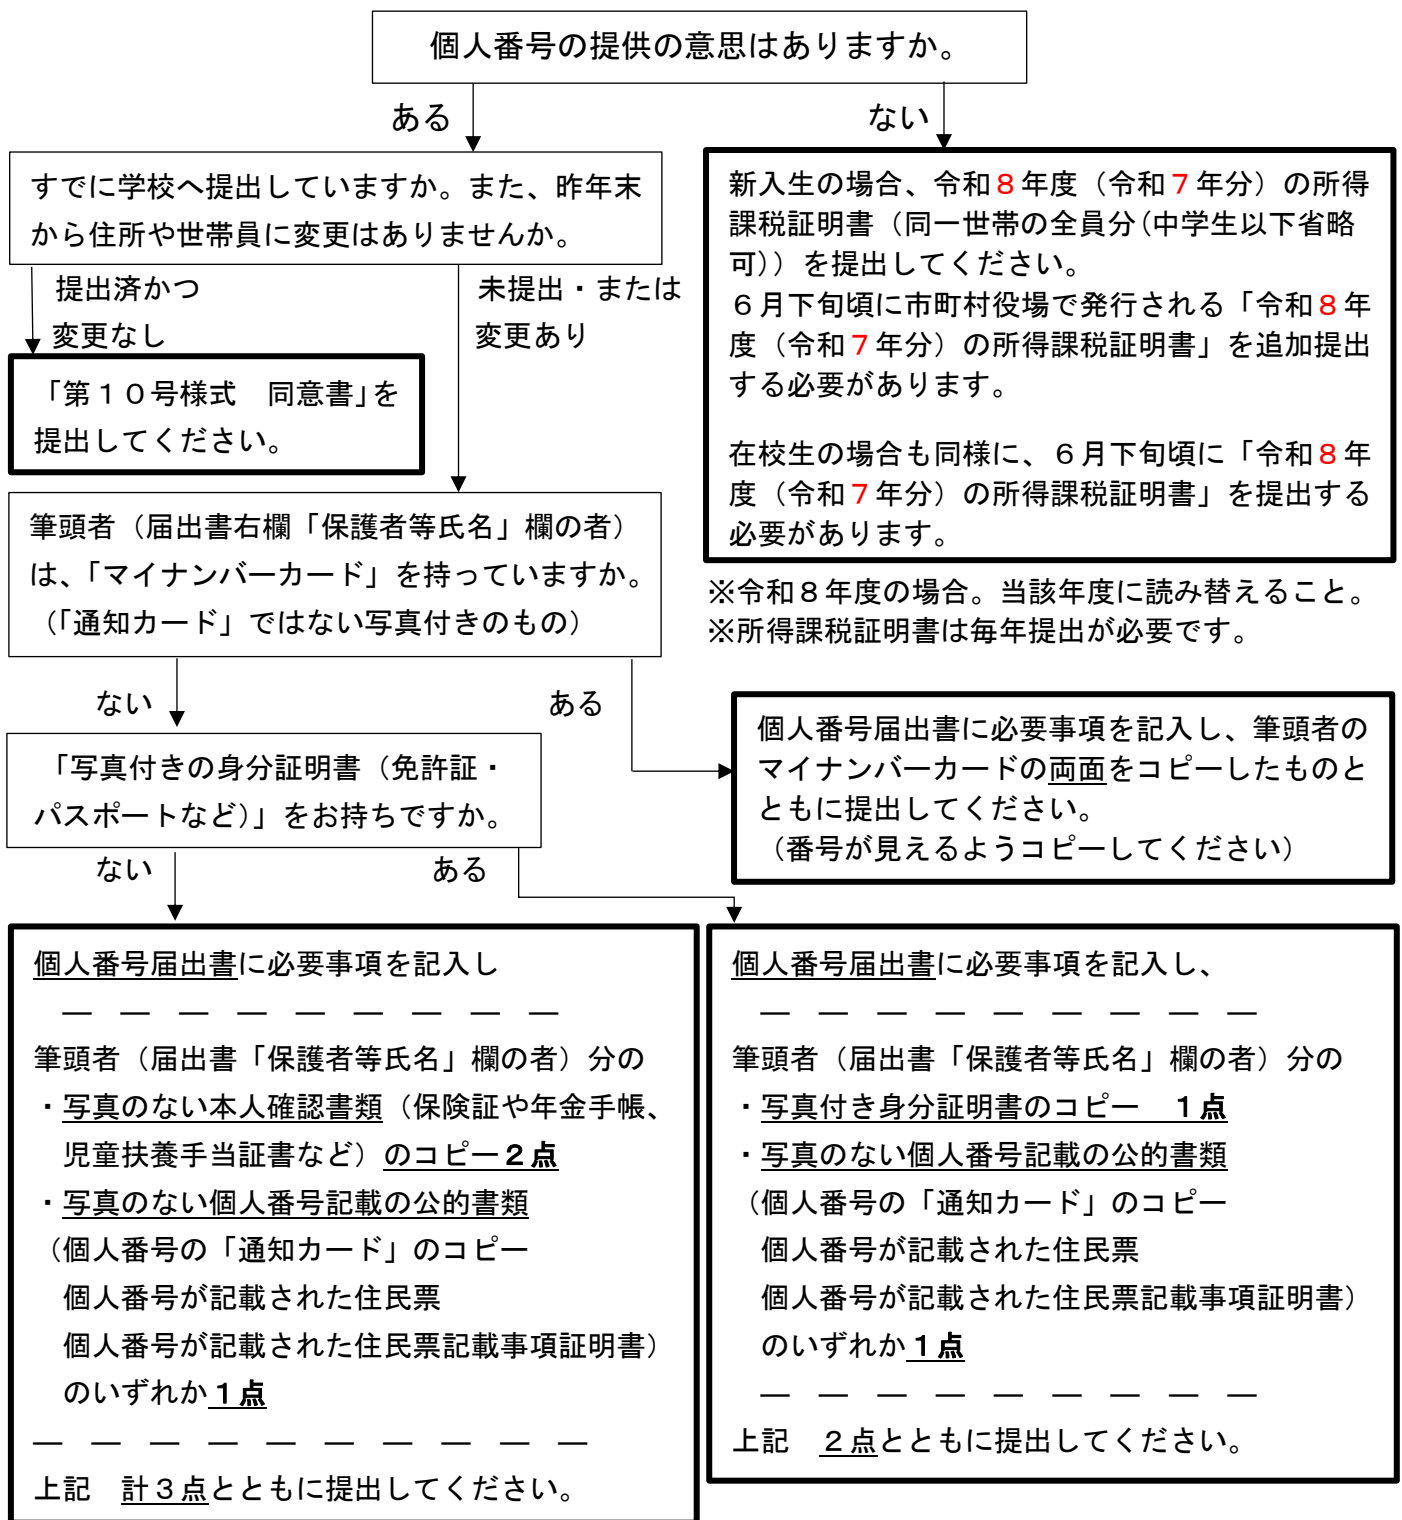 個人番号の提供の意思はありますか。
ある
ない
すでに学校へ提出していますか。また、昨年末
から住所や世帯員に変更はありませんか。
提出済かつ
変更なし
未提出・または
変更あり
「第１０号様式　同意書」を
提出してください。
新入生の場合、令和８年度（令和７年分）の所得
課税証明書（同一世帯の全員分(中学生以下省略
可)）を提出してください。
６月下旬頃に市町村役場で発行される「令和８年
度（令和７年分）の所得課税証明書」を追加提出
する必要があります。
在校生の場合も同様に、６月下旬頃に「令和８年
度（令和７年分）の所得課税証明書」を提出する
必要があります。
※令和８年度の場合。当該年度に読み替えること。
※所得課税証明書は毎年提出が必要です。
筆頭者（届出書右欄「保護者等氏名」欄の者）
は、「マイナンバーカード」を持っていますか。
（「通知カード」ではない写真付きのもの）
ない
ある
個人番号届出書に必要事項を記入し、筆頭者の
マイナンバーカードの両面をコピーしたものと
ともに提出してください。
（番号が見えるようコピーしてください）
「写真付きの身分証明書（免許証・
パスポートなど）」をお持ちですか。
ない
ある
個人番号届出書に必要事項を記入し
― ― ― ― ― ― ― ― ―
筆頭者（届出書「保護者等氏名」欄の者）分の
・写真のない本人確認書類（保険証や年金手帳、
児童扶養手当証書など）のコピー２点
・写真のない個人番号記載の公的書類
（個人番号の「通知カード」のコピー
個人番号が記載された住民票
個人番号が記載された住民票記載事項証明書）
のいずれか１点
― ― ― ― ― ― ― ― ― ―
上記　計３点とともに提出してください。
個人番号届出書に必要事項を記入し、
― ― ― ― ― ― ― ― ―
筆頭者（届出書「保護者等氏名」欄の者）分の
・写真付き身分証明書のコピー　１点
・写真のない個人番号記載の公的書類
（個人番号の「通知カード」のコピー
個人番号が記載された住民票
個人番号が記載された住民票記載事項証明書）
のいずれか１点
― ― ― ― ― ― ― ― ―
上記　２点とともに提出してください。